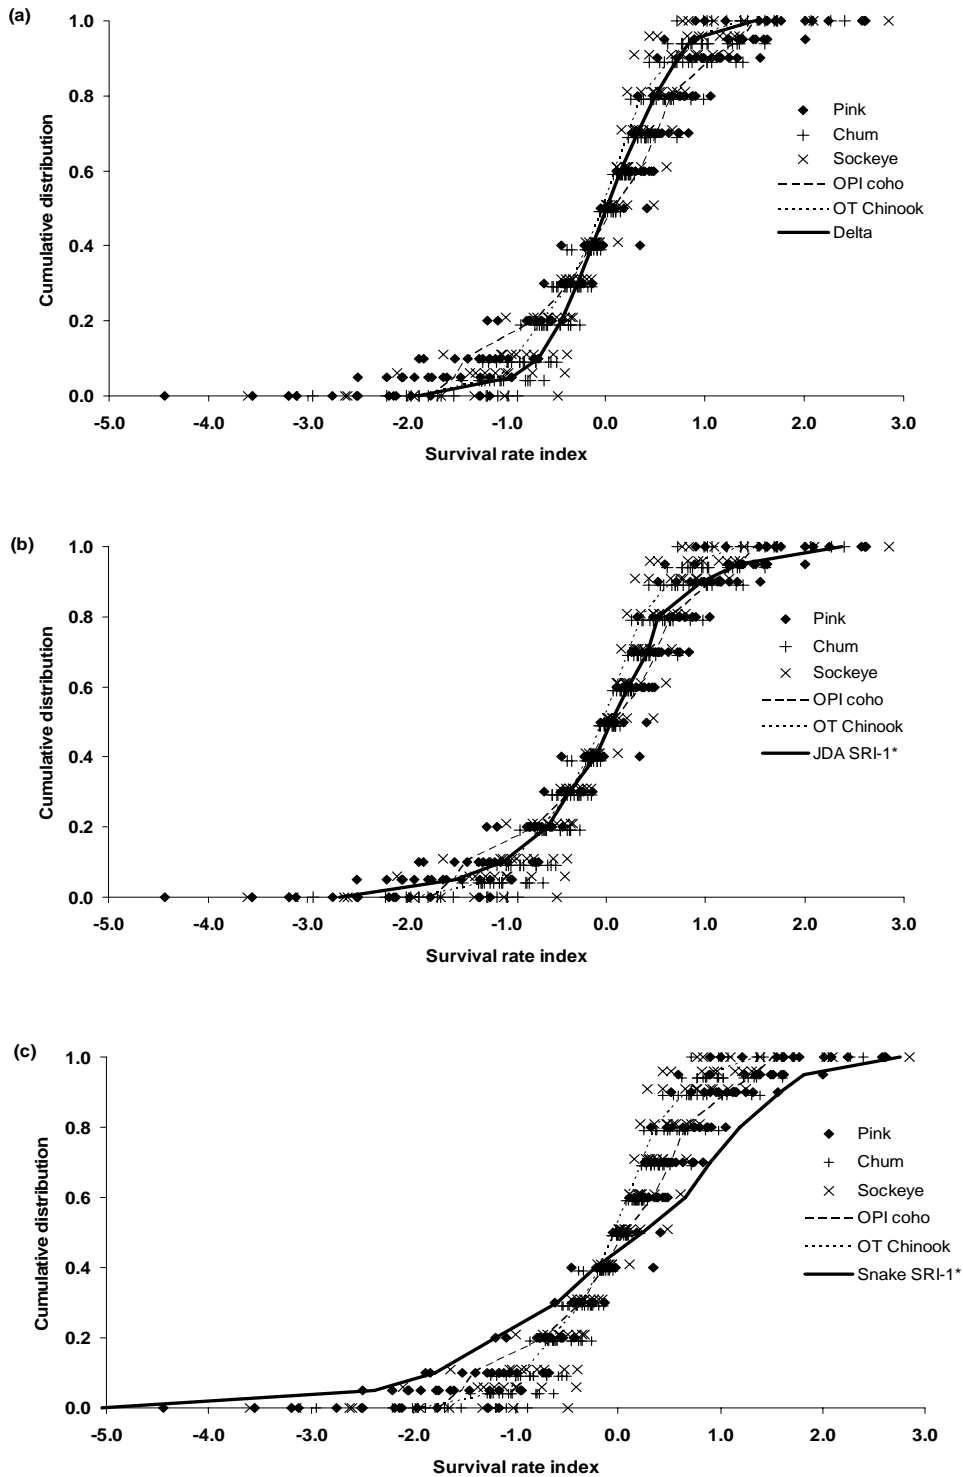 (a)
1.0
0.8
0.6
0.4
0.2
0.0
Cumulative distribution
-5.0 -4.0 -3.0 -2.0 -1.0 0.0 1.0 2.0 3.0
Survival rate index
Pink
Chum
Sockeye
OPI coho
OT Chinook
Delta
(b)
1.0
0.8
0.6
0.4
0.2
0.0
Cumulative distribution
-5.0 -4.0 -3.0 -2.0 -1.0 0.0 1.0 2.0 3.0
Survival rate index
Pink
Chum
Sockeye
OPI coho
OT Chinook
JDA SRI-1*
(c)
1.0
0.8
0.6
0.4
0.2
0.0
Cumulative distribution
-5.0 -4.0 -3.0 -2.0 -1.0 0.0 1.0 2.0 3.0
Survival rate index
Pink
Chum
Sockeye
OPI coho
OT Chinook
Snake SRI-1*